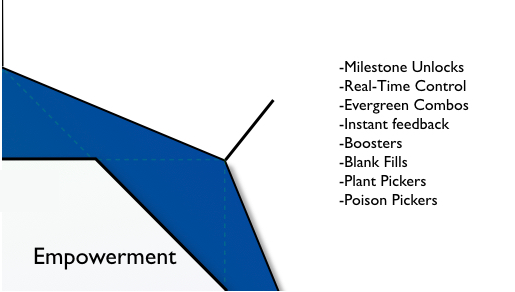 -Milestone Unlocks
-Real-Time Control
-Evergreen Combos
-Instant feedback
-Boosters
-Blank Fills
-Plant Pickers
-Poison Pickers
Empowerment